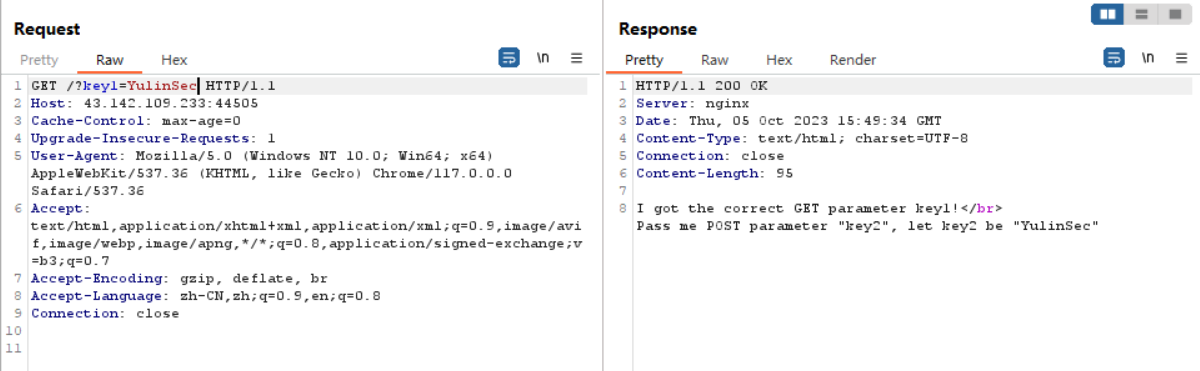 Request
Pretty Raw Hex \n
1 GET /?key1=YulinSec HTTP/1.1
2 Host: 43.142.109.233:44505
3 Cache-Control: max-age=0
4 Upgrade-Insecure-Requests: 1
5 User-Agent: Mozilla/5.0 (Windows NT 10.0; Win64; x64)
AppleWebKit/537.36 (KHTML, like Gecko) Chrome/117.0.0.0
Safari/537.36
6 Accept:
text/html,application/xhtml+xml,application/xml;q=0.9,image/avi
f,image/webp,image/apng,*/*;q=0.8,application/signed-exchange;v
=b3;q=0.7
7 Accept-Encoding: gzip, deflate, br
8 Accept-Language: zh-CN,zh;q=0.9,en;q=0.8
9 Connection: close
10
11
Response
Pretty Raw Hex Render \n
1 HTTP/1.1 200 OK
2 Server: nginx
3 Date: Thu, 05 Oct 2023 15:49:34 GMT
4 Content-Type: text/html; charset=UTF-8
5 Connection: close
6 Content-Length: 95
7
8 I got the correct GET parameter key1!</br>
Pass me POST parameter "key2", let key2 be "YulinSec"